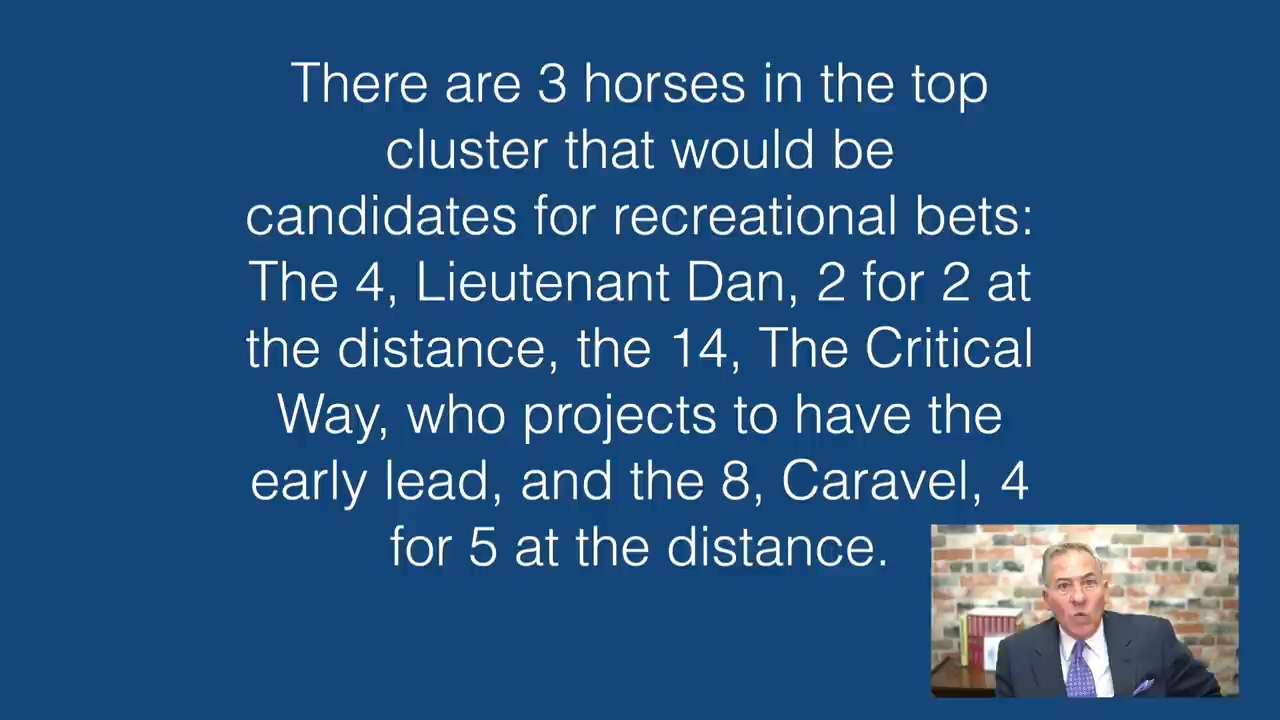 There are 3 horses in the top
cluster that would be
candidates for recreational bets:
The 4, Lieutenant Dan, 2 for 2 at
the distance, the 14, The Critical
Way, who projects to have the
early lead, and the 8, Caravel, 4
for 5 at the distance.